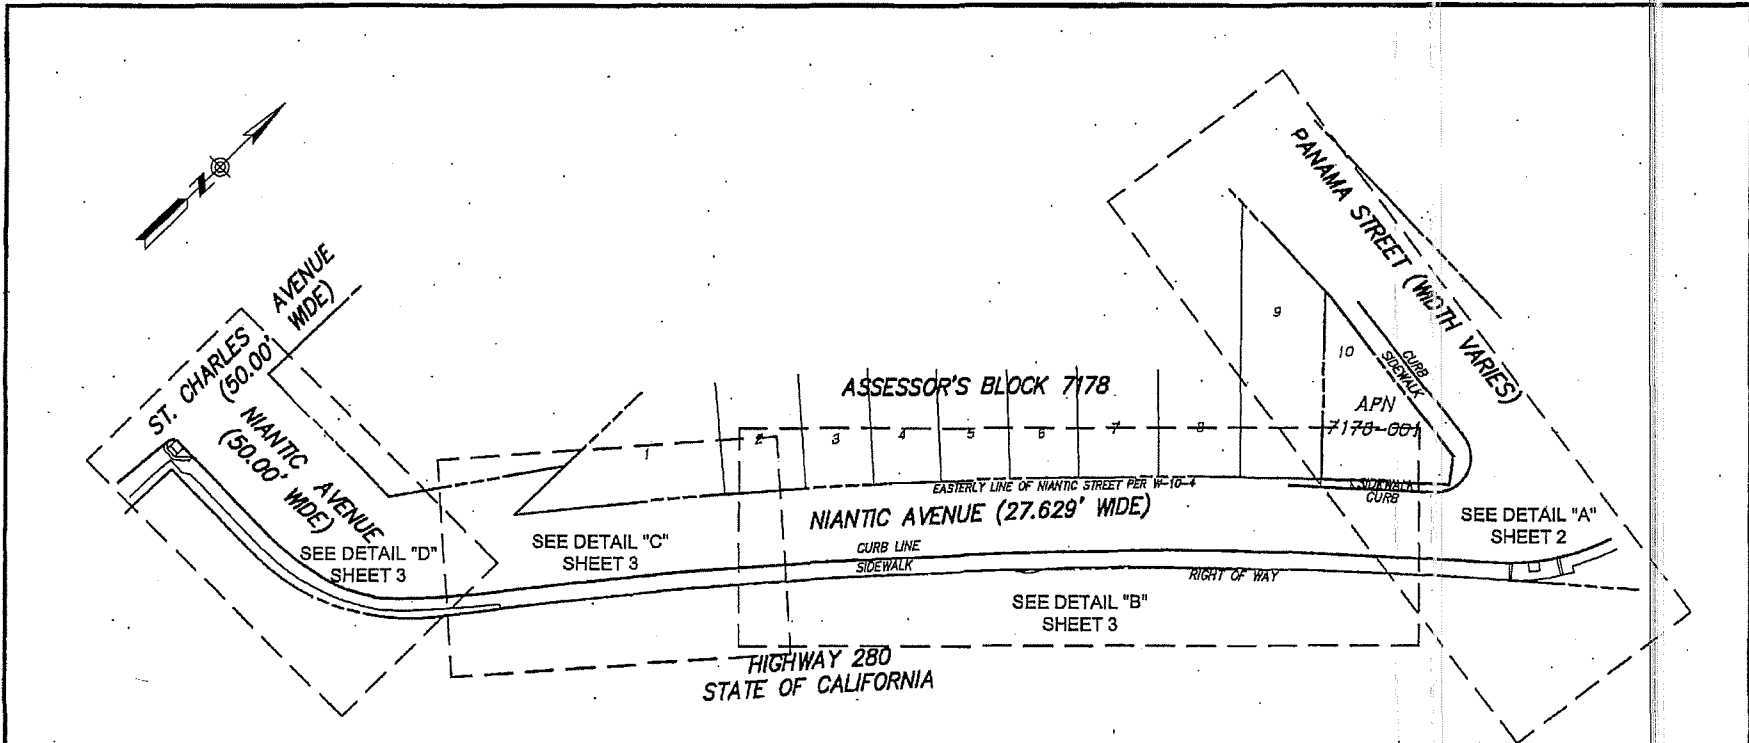 N
ST. CHARLES AVENUE
(50.00' WIDE)
NIANTIC AVENUE
(50.00' WIDE)
PANAMA STREET (WIDTH VARIES)
ASSESSOR'S BLOCK 7178
1
2
3
4
5
6
7
8
9
10
CURB
SIDEWALK
APN
7178-001
EASTERLY LINE OF NIANTIC STREET PER W-10-4
SIDEWALK
CURB
NIANTIC AVENUE (27.629' WIDE)
SEE DETAIL "A"
SHEET 2
SEE DETAIL "D"
SHEET 3
SEE DETAIL "C"
SHEET 3
CURB LINE
SIDEWALK
RIGHT OF WAY
SEE DETAIL "B"
SHEET 3
HIGHWAY 280
STATE OF CALIFORNIA